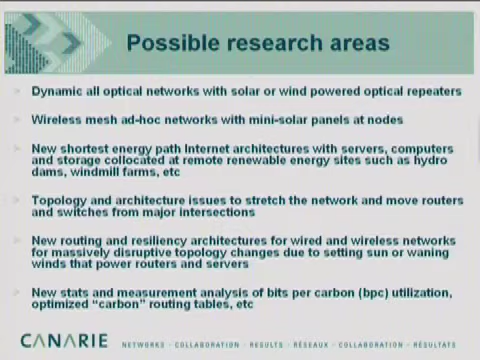 Possible research areas
Dynamic all optical networks with solar or wind powered optical repeaters
Wireless mesh ad-hoc networks with mini-solar panels at nodes
New shortest energy path Internet architectures with servers, computers
and storage collocated at remote renewable energy sites such as hydro
dams, windmill farms, etc
Topology and architecture issues to stretch the network and move routers
and switches from major intersections
New routing and resiliency architectures for wired and wireless networks
for massively disruptive topology changes due to setting sun or waning
winds that power routers and servers
New stats and measurement analysis of bits per carbon (bpc) utilization,
optimized "carbon" routing tables, etc
CANARIE NETWORKS · COLLABORATION · RESULTS · RÉSEAUX · COLLABORATION · RÉSULTATS